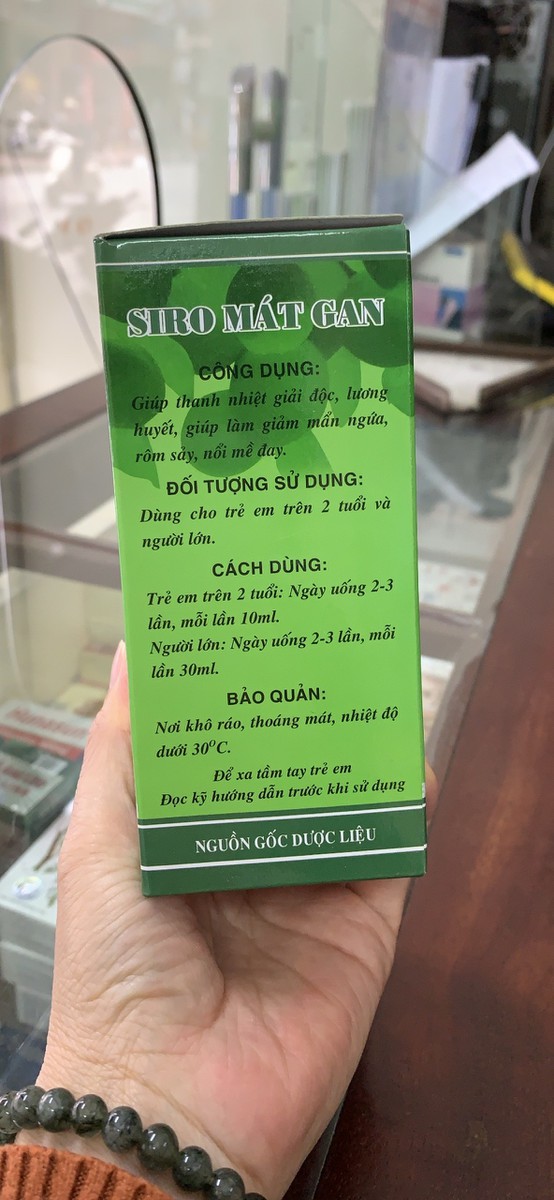 SIRO MÁT GAN
CÔNG DỤNG:
Giúp thanh nhiệt giải độc, lương
huyết, giúp làm giảm mẩn ngứa,
rôm sảy, nổi mề đay.
ĐỐI TƯỢNG SỬ DỤNG:
Dùng cho trẻ em trên 2 tuổi và
người lớn.
CÁCH DÙNG:
Trẻ em trên 2 tuổi: Ngày uống 2-3
lần, mỗi lần 10ml.
Người lớn: Ngày uống 2-3 lần, mỗi
lần 30ml.
BẢO QUẢN:
Nơi khô ráo, thoáng mát, nhiệt độ
dưới 30°C.
Để xa tầm tay trẻ em
Đọc kỹ hướng dẫn trước khi sử dụng
NGUỒN GỐC DƯỢC LIỆU